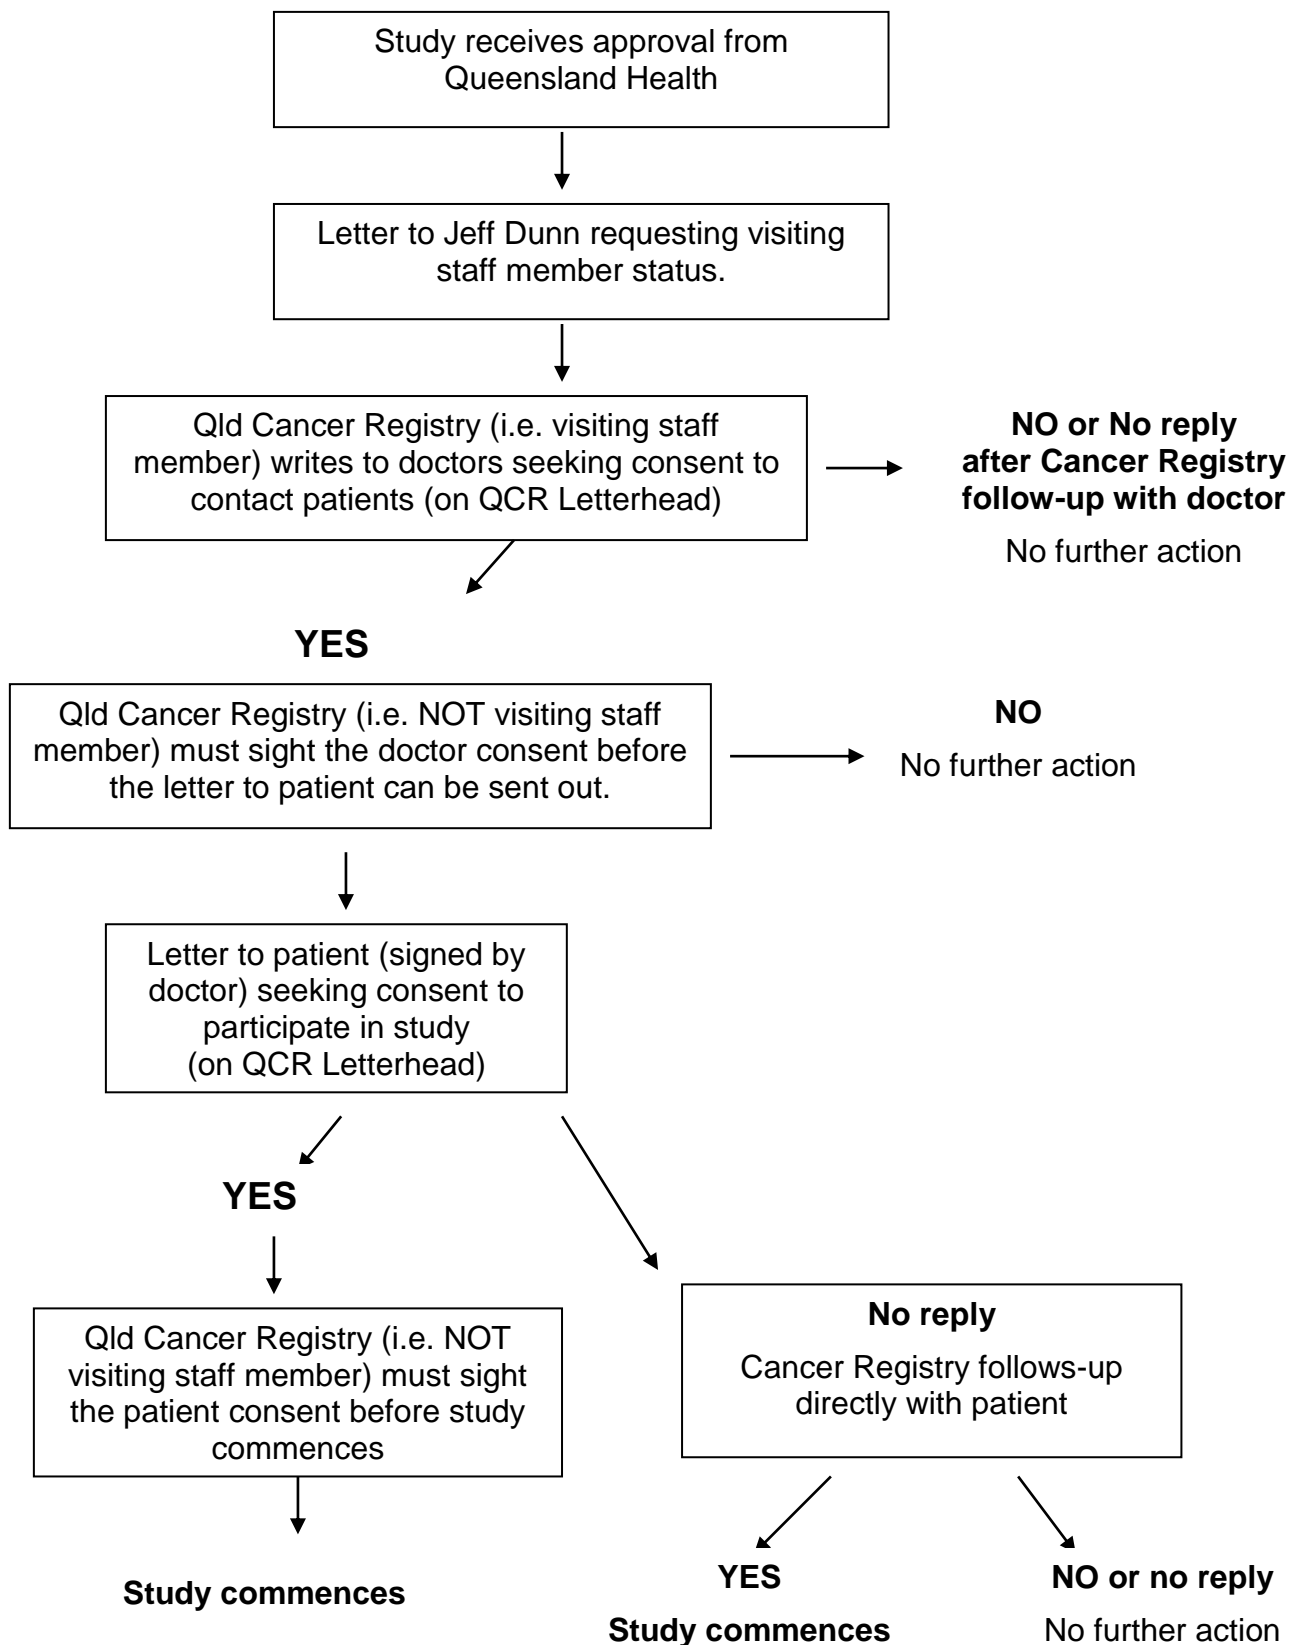 Study receives approval from
Queensland Health
Letter to Jeff Dunn requesting visiting
staff member status.
Qld Cancer Registry (i.e. visiting staff
member) writes to doctors seeking consent to
contact patients (on QCR Letterhead)
NO or No reply
after Cancer Registry
follow-up with doctor
No further action
YES
Qld Cancer Registry (i.e. NOT visiting staff
member) must sight the doctor consent before
the letter to patient can be sent out.
NO
No further action
Letter to patient (signed by
doctor) seeking consent to
participate in study
(on QCR Letterhead)
YES
Qld Cancer Registry (i.e. NOT
visiting staff member) must sight
the patient consent before study
commences
No reply
Cancer Registry follows-up
directly with patient
Study commences
YES
Study commences
NO or no reply
No further action